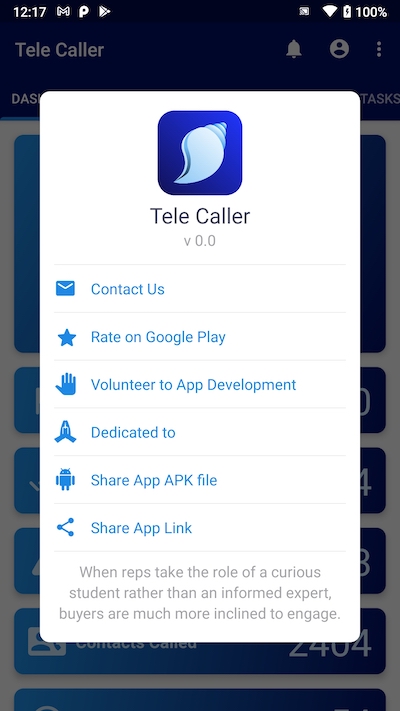 12:17
100%
Tele Caller
TASKS
Tele Caller
v 0.0
Contact Us
Rate on Google Play
Volunteer to App Development
Dedicated to
Share App APK file
Share App Link
When reps take the role of a curious
student rather than an informed expert,
buyers are much more inclined to engage.
Contacts Called
2404